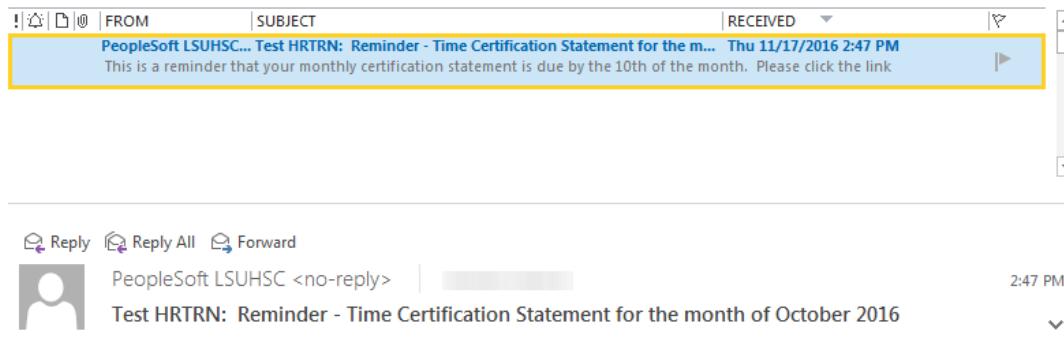 ! FROM SUBJECT RECEIVED
PeopleSoft LSUHSC... Test HRTRN: Reminder - Time Certification Statement for the m... Thu 11/17/2016 2:47 PM
This is a reminder that your monthly certification statement is due by the 10th of the month. Please click the link
Reply Reply All Forward
PeopleSoft LSUHSC <no-reply> 2:47 PM
Test HRTRN: Reminder - Time Certification Statement for the month of October 2016